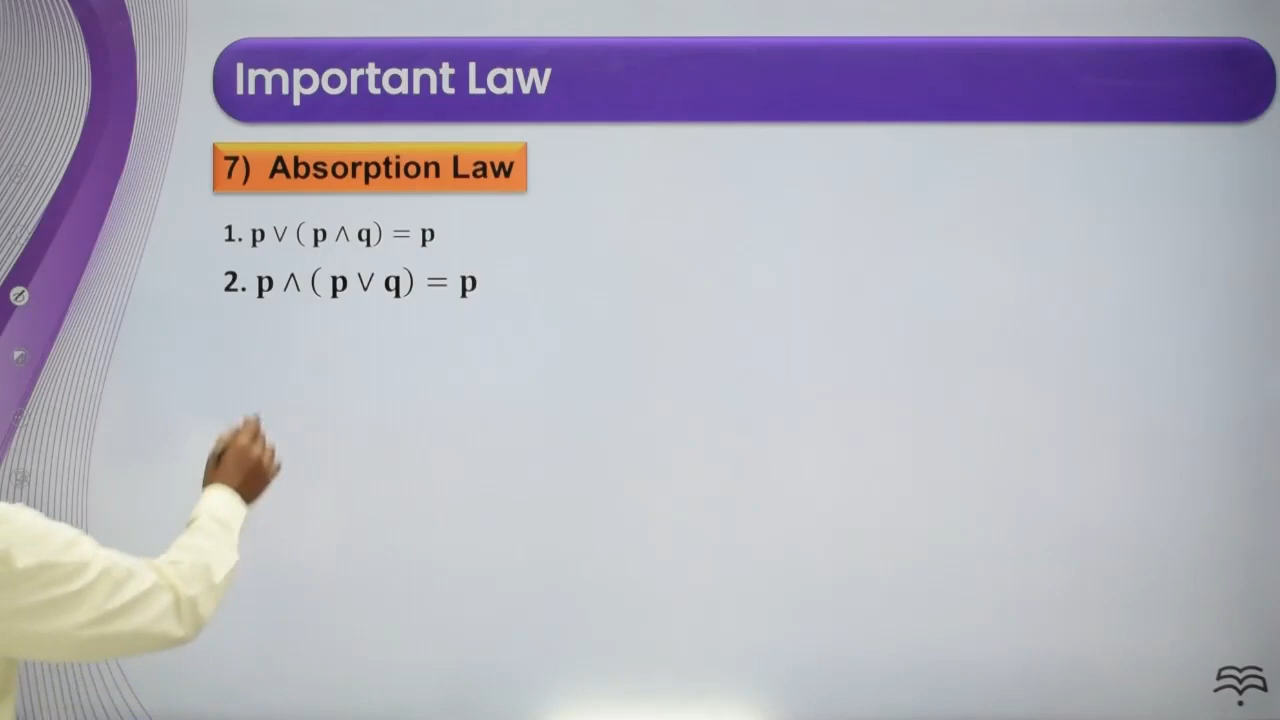 Important Law
7) Absorption Law
1. p ∨ ( p ∧ q) = p
2. p ∧ ( p ∨ q) = p